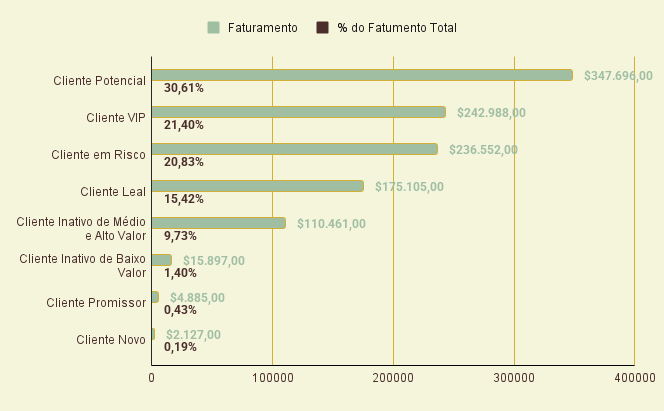 Faturamento
% do Fatumento Total
Cliente Potencial
$347.696,00
30,61%
Cliente VIP
$242.988,00
21,40%
Cliente em Risco
$236.552,00
20,83%
Cliente Leal
$175.105,00
15,42%
Cliente Inativo de Médio
e Alto Valor
$110.461,00
9,73%
Cliente Inativo de Baixo
Valor
$15.897,00
1,40%
Cliente Promissor
$4.885,00
0,43%
Cliente Novo
$2.127,00
0,19%
0
100000
200000
300000
400000